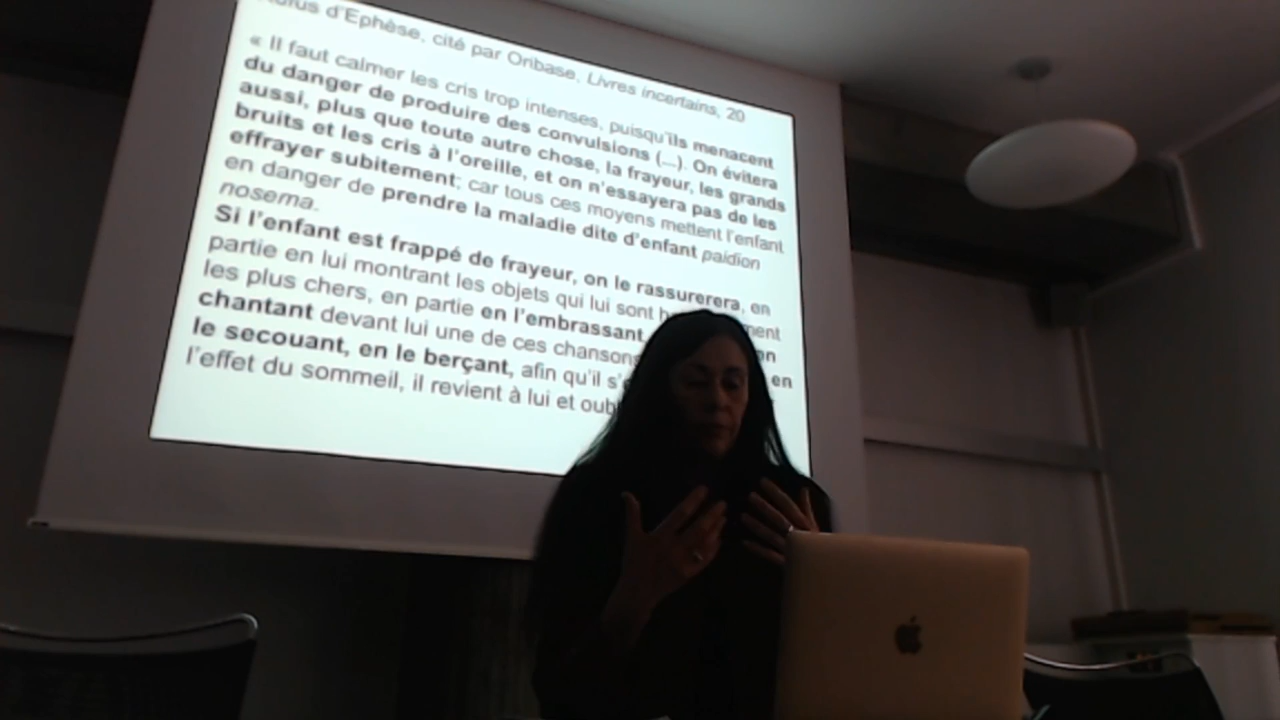 d'Ephèse, cité par Oribase, Livres incertains, 20
« Il faut calmer les cris trop intenses, puisqu'ils menacent
du danger de produire des convulsions (...). On évitera
aussi, plus que toute autre chose, la frayeur, les grands
bruits et les cris à l'oreille, et on n'essayera pas de les
effrayer subitement; car tous ces moyens mettent l'enfant
en danger de prendre la maladie dite d'enfant paidion
nosema.
Si l'enfant est frappé de frayeur, on le rassurerera, en
partie en lui montrant les objets qui lui sont
les plus chers, en partie en l'embrassant
chantant devant lui une de ces chansons
le secouant, en le berçant, afin qu'il en
l'effet du sommeil, il revient à lui et